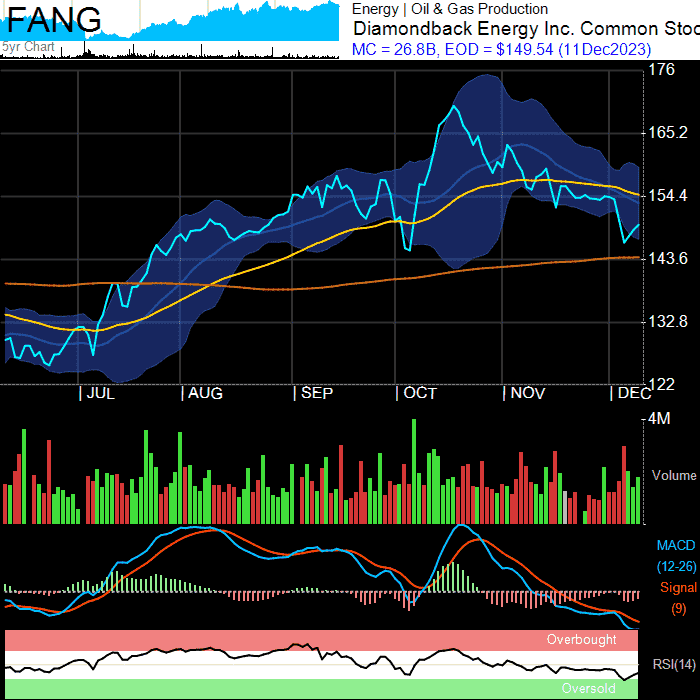 FANG
5yr Chart
Energy | Oil & Gas Production
Diamondback Energy Inc. Common Stoc
MC = 26.8B, EOD = $149.54 (11Dec2023)
176
165.2
154.4
143.6
132.8
122
| JUL | AUG | SEP | OCT | NOV | DEC
4M
Volume
MACD
(12-26)
Signal
(9)
Overbought
RSI(14)
Oversold